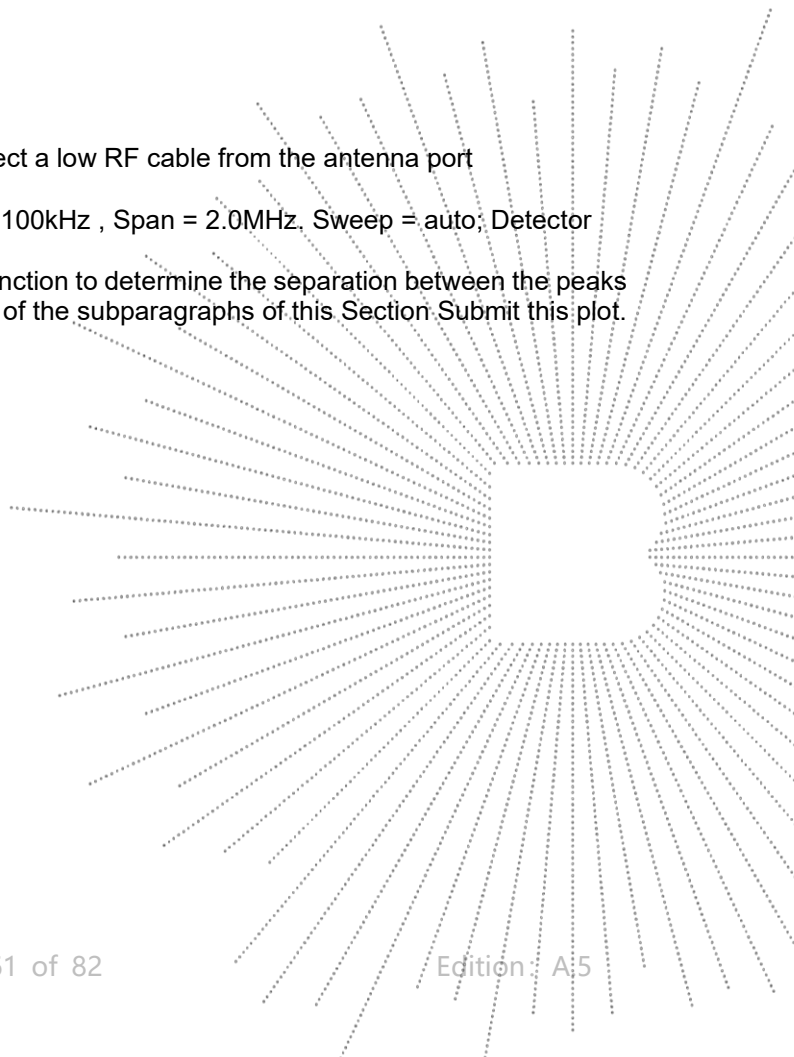 ect a low RF cable from the antenna port
100kHz , Span = 2.0MHz. Sweep = auto; Detector
nction to determine the separation between the peaks
of the subparagraphs of this Section Submit this plot.
51 of 82 Edition: A.5